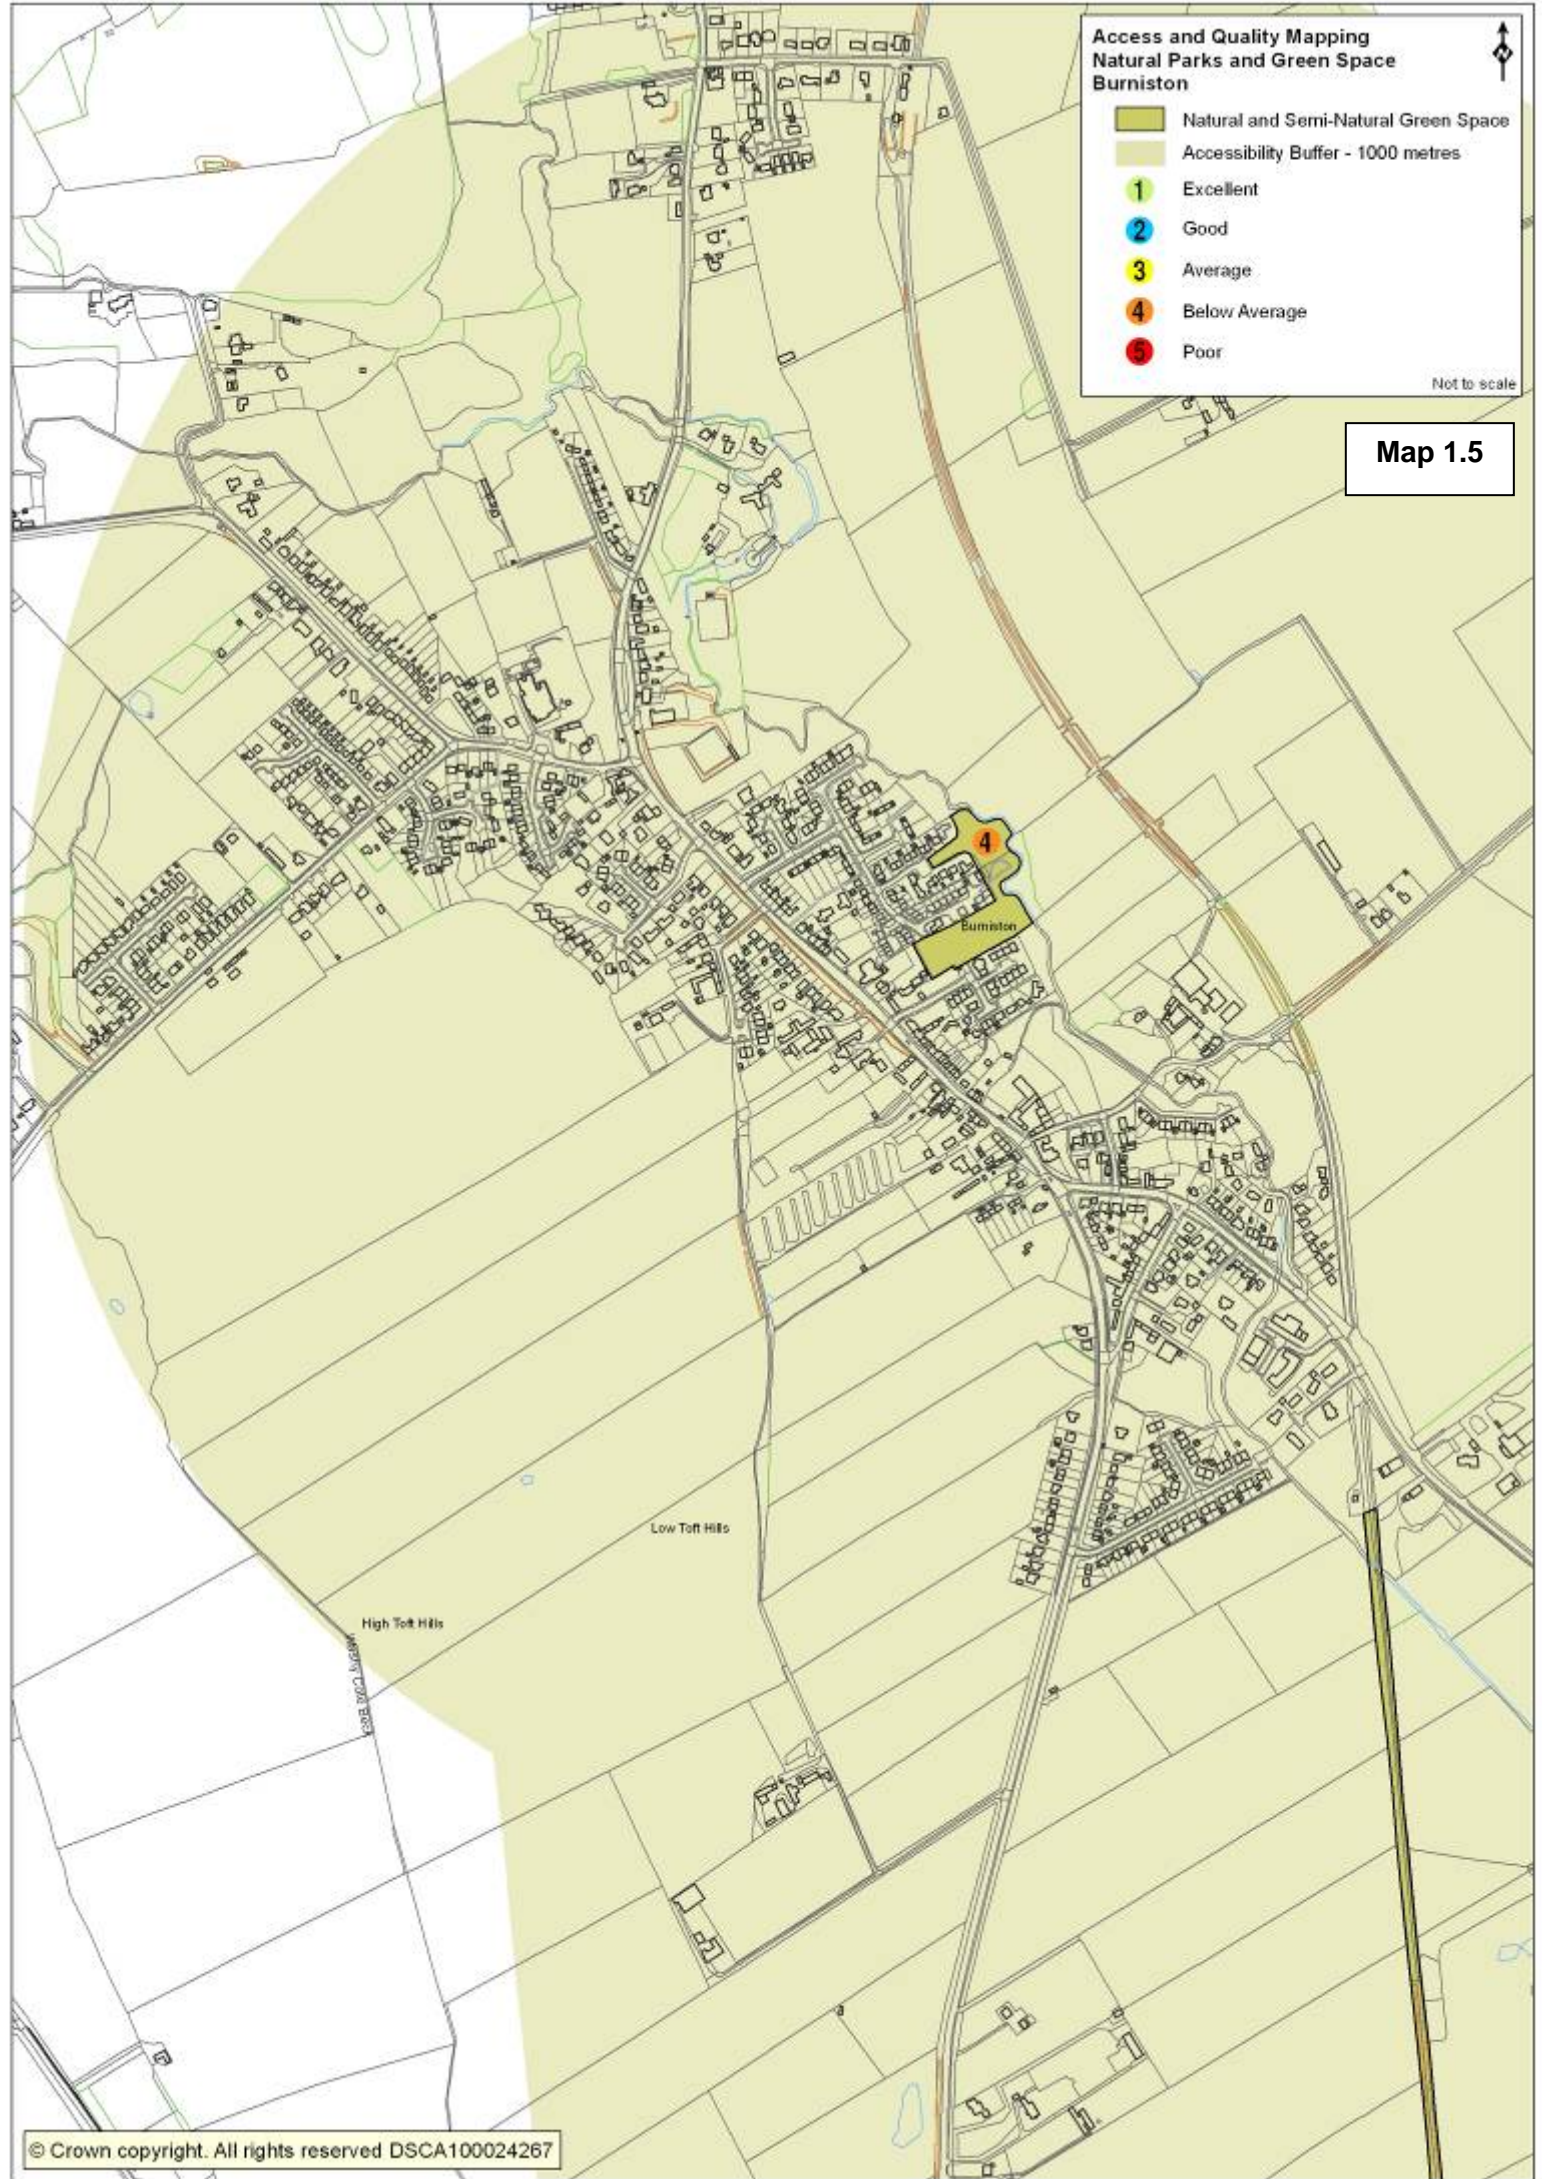 Access and Quality Mapping
Natural Parks and Green Space
Burniston
Natural and Semi-Natural Green Space
Accessibility Buffer - 1000 metres
1 Excellent
2 Good
3 Average
4 Below Average
5 Poor
Not to scale
Map 1.5
4
Burniston
Low Toft Hills
High Toft Hills
© Crown copyright. All rights reserved DSCA100024267